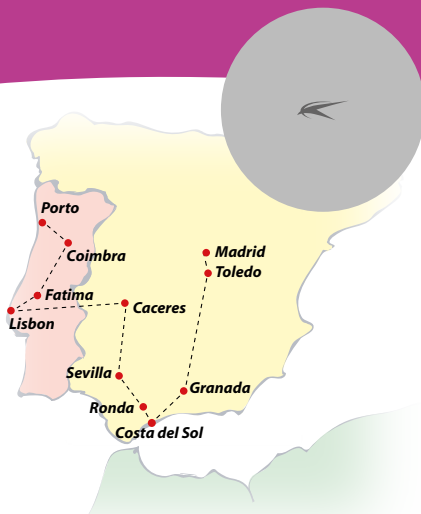 Porto
Coimbra
Madrid
Toledo
Fatima
Caceres
Lisbon
Sevilla
Granada
Ronda
Costa del Sol